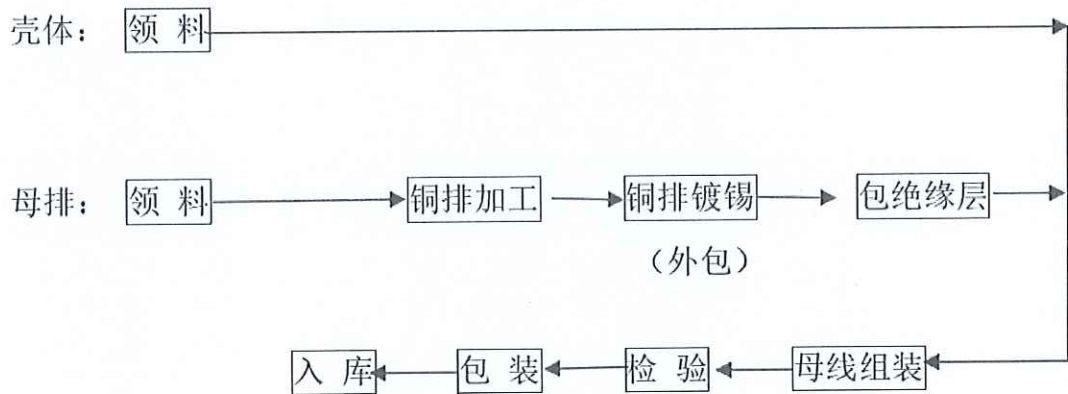 壳体： 领 料
母排： 领 料 铜排加工 铜排镀锡 包绝缘层
（外包）
入 库 包 装 检 验 母线组装